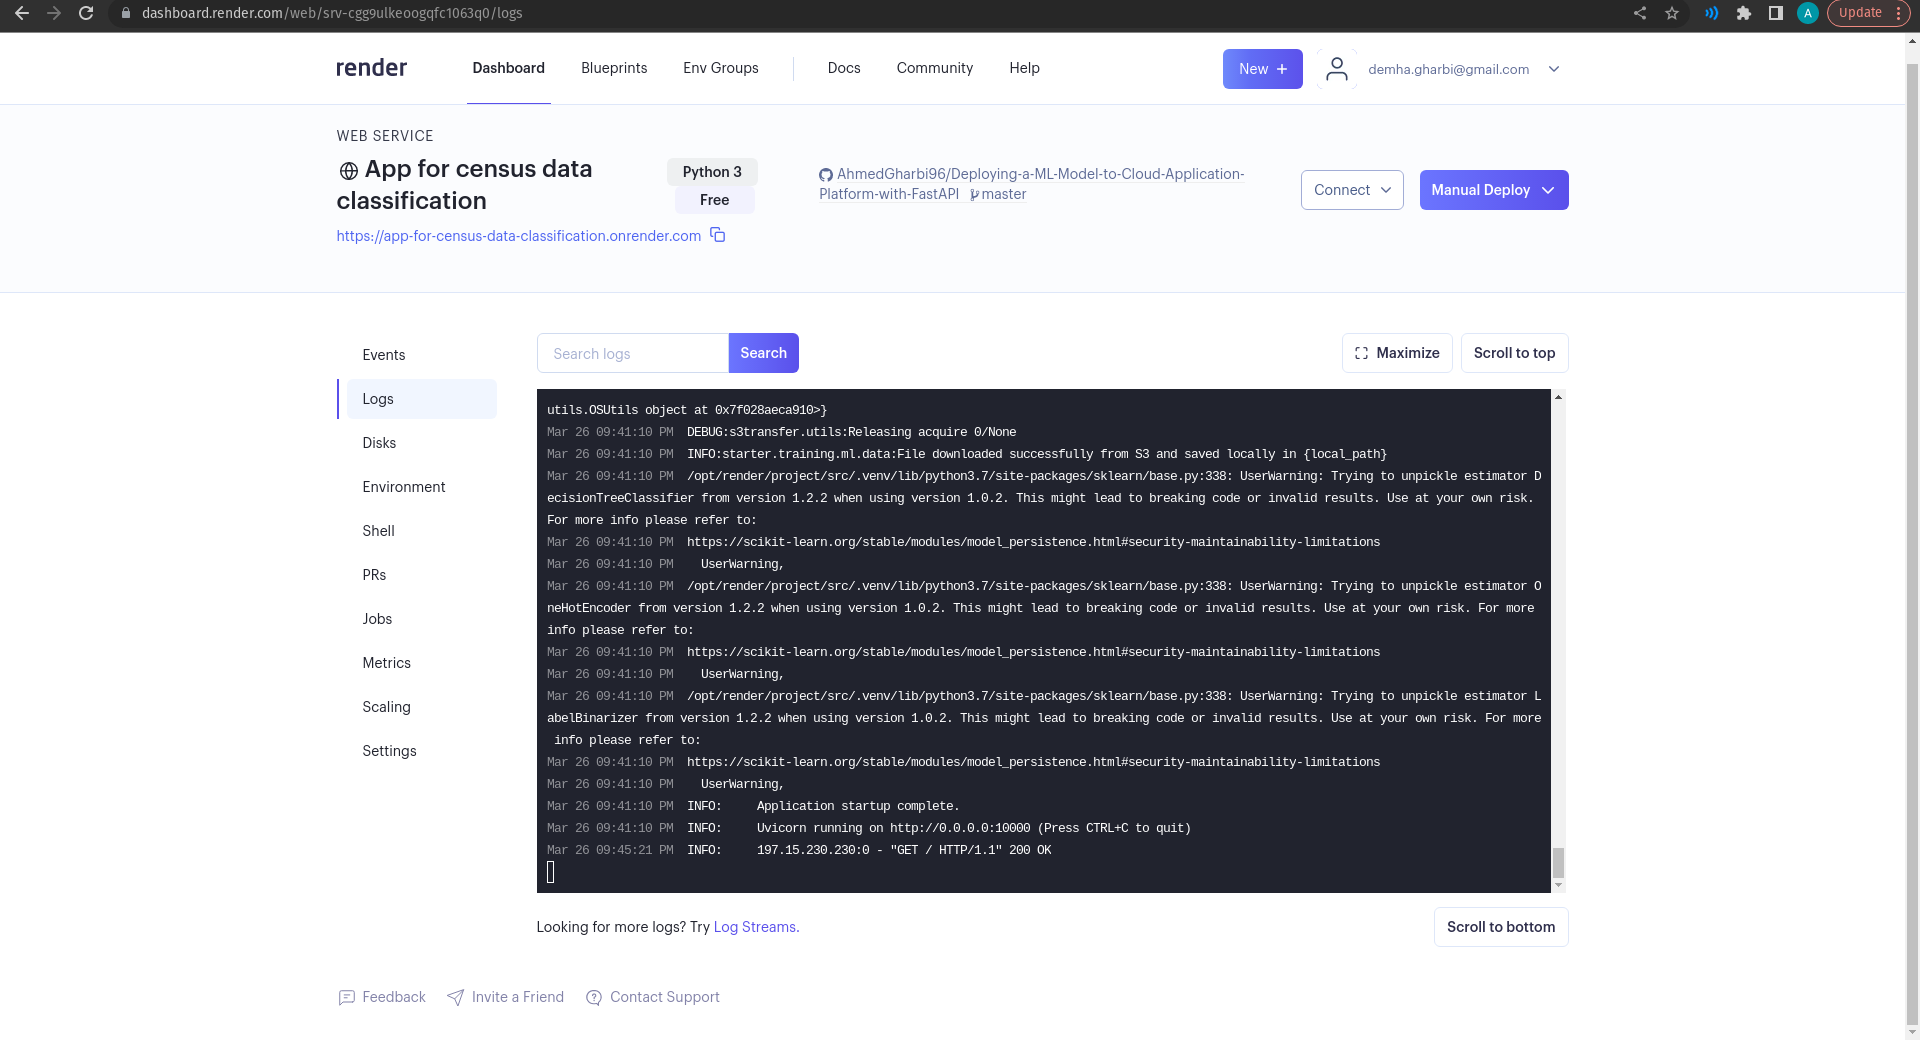 dashboard.render.com/web/srv-cgg9ulkeoogqfc1063q0/logs
A
Update
render
Dashboard
Blueprints
Env Groups
Docs
Community
Help
New +
demha.gharbi@gmail.com
WEB SERVICE
App for census data
classification
Python 3
Free
AhmedGharbi96/Deploying-a-ML-Model-to-Cloud-Application-
Platform-with-FastAPI master
Connect
Manual Deploy
https://app-for-census-data-classification.onrender.com
Events
Logs
Disks
Environment
Shell
PRs
Jobs
Metrics
Scaling
Settings
Search logs
Search
Maximize
Scroll to top
utils.OSUtils object at 0x7f028aeca910>}
Mar 26 09:41:10 PM DEBUG:s3transfer.utils:Releasing acquire 0/None
Mar 26 09:41:10 PM INFO:starter.training.ml.data:File downloaded successfully from S3 and saved locally in {local_path}
Mar 26 09:41:10 PM /opt/render/project/src/.venv/lib/python3.7/site-packages/sklearn/base.py:338: UserWarning: Trying to unpickle estimator D
ecisionTreeClassifier from version 1.2.2 when using version 1.0.2. This might lead to breaking code or invalid results. Use at your own risk.
For more info please refer to:
Mar 26 09:41:10 PM https://scikit-learn.org/stable/modules/model_persistence.html#security-maintainability-limitations
Mar 26 09:41:10 PM UserWarning,
Mar 26 09:41:10 PM /opt/render/project/src/.venv/lib/python3.7/site-packages/sklearn/base.py:338: UserWarning: Trying to unpickle estimator O
neHotEncoder from version 1.2.2 when using version 1.0.2. This might lead to breaking code or invalid results. Use at your own risk. For more
info please refer to:
Mar 26 09:41:10 PM https://scikit-learn.org/stable/modules/model_persistence.html#security-maintainability-limitations
Mar 26 09:41:10 PM UserWarning,
Mar 26 09:41:10 PM /opt/render/project/src/.venv/lib/python3.7/site-packages/sklearn/base.py:338: UserWarning: Trying to unpickle estimator L
abelBinarizer from version 1.2.2 when using version 1.0.2. This might lead to breaking code or invalid results. Use at your own risk. For more
info please refer to:
Mar 26 09:41:10 PM https://scikit-learn.org/stable/modules/model_persistence.html#security-maintainability-limitations
Mar 26 09:41:10 PM UserWarning,
Mar 26 09:41:10 PM INFO: Application startup complete.
Mar 26 09:41:10 PM INFO: Uvicorn running on http://0.0.0.0:10000 (Press CTRL+C to quit)
Mar 26 09:45:21 PM INFO: 197.15.230.230:0 - "GET / HTTP/1.1" 200 OK
Looking for more logs? Try Log Streams.
Scroll to bottom
Feedback
Invite a Friend
Contact Support